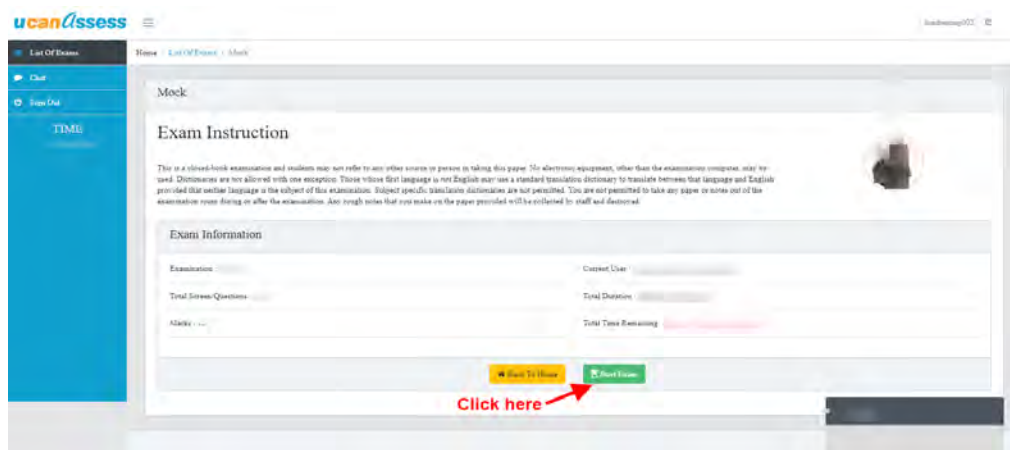 ucanAssess
List Of Exams
Home / List Of Exams / Mock
Chat
Sign Out
TIME
Mock
Exam Instruction
This is a closed-book examination and students may not refer to any other source or person in taking this paper. No electronic equipment, other than the examination computer, may be
used. Dictionaries are not allowed with one exception. Those whose first language is not English may use a standard translation dictionary to translate between that language and English
provided that neither language is the subject of this examination. Subject specific translation dictionaries are not permitted. You are not permitted to take any paper or notes out of the
examination room during or after the examination. Any rough notes that you make on the paper provided will be collected by staff and destroyed.
Exam Information
Examination
Current User
Total Screen/Questions
Total Duration
Marks
Total Time Remaining
Back To Home
Start Exam
Click here